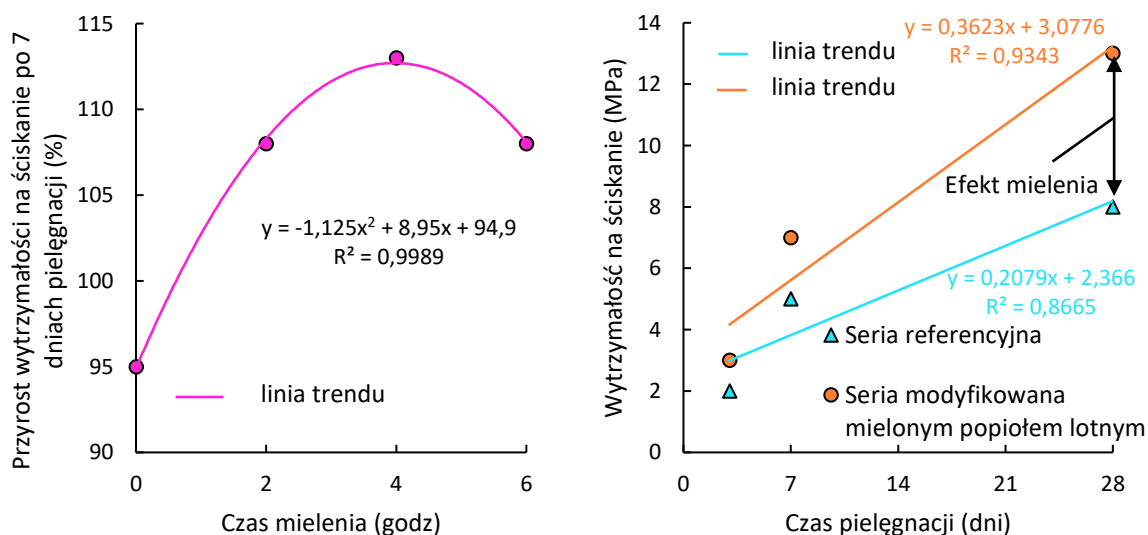 Przyrost wytrzymałości na ściskanie po 7
dniach pielęgnacji (%)
115
110
105
100
95
90
y = -1,125x² + 8,95x + 94,9
R² = 0,9989
linia trendu
0
2
4
6
Czas mielenia (godz)
Wytrzymałość na ściskanie (MPa)
14
12
10
8
6
4
2
0
y = 0,3623x + 3,0776
R² = 0,9343
linia trendu
linia trendu
Efekt mielenia
y = 0,2079x + 2,366
R² = 0,8665
Seria referencyjna
Seria modyfikowana
mielonym popiołem lotnym
0
7
14
21
28
Czas pielęgnacji (dni)